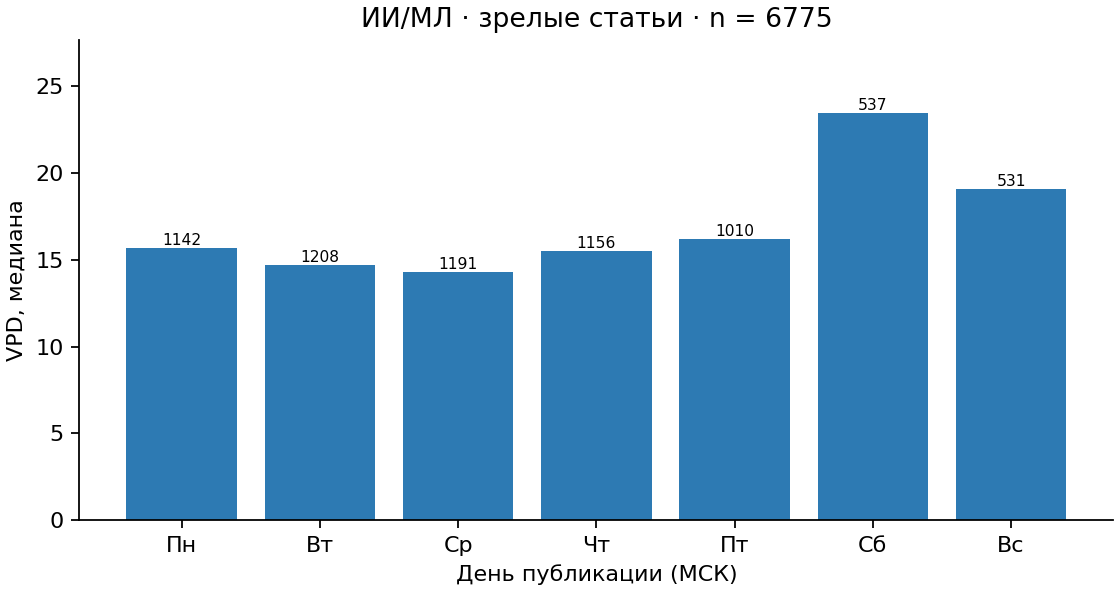 ИИ/МЛ · зрелые статьи · n = 6775
VPD, медиана
25
20
15
10
5
0
1142
1208
1191
1156
1010
537
531
Пн
Вт
Ср
Чт
Пт
Сб
Вс
День публикации (МСК)